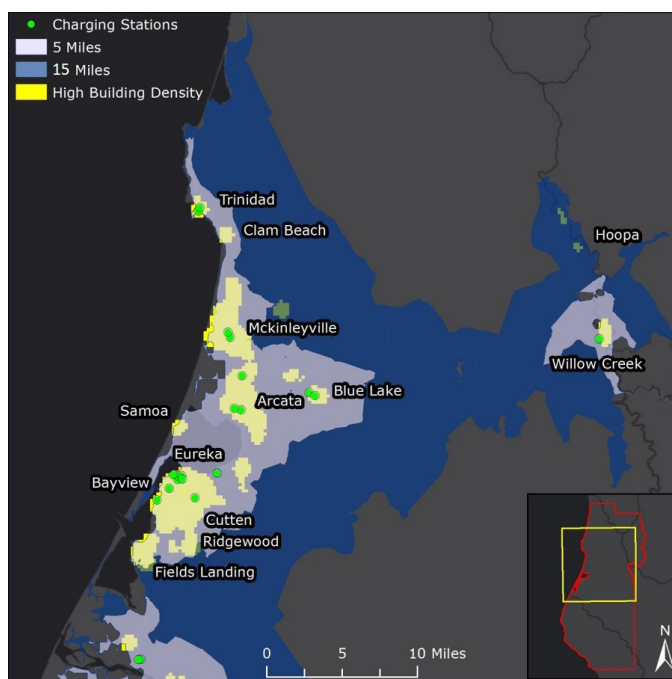 Charging Stations
5 Miles
15 Miles
High Building Density
Trinidad
Clam Beach
Hoopa
Mckinleyville
Willow Creek
Blue Lake
Arcata
Samoa
Eureka
Bayview
Cutten
Ridgewood
Fields Landing
0 5 10 Miles
N